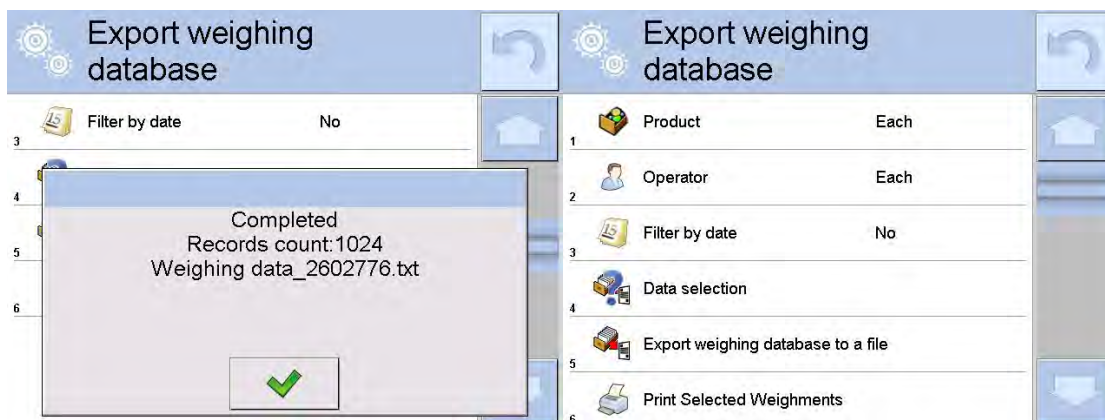 Export weighing
database
3 Filter by date No
4
5
6
Completed
Records count:1024
Weighing data_2602776.txt
Export weighing
database
1 Product Each
2 Operator Each
3 Filter by date No
4 Data selection
5 Export weighing database to a file
6 Print Selected Weighments